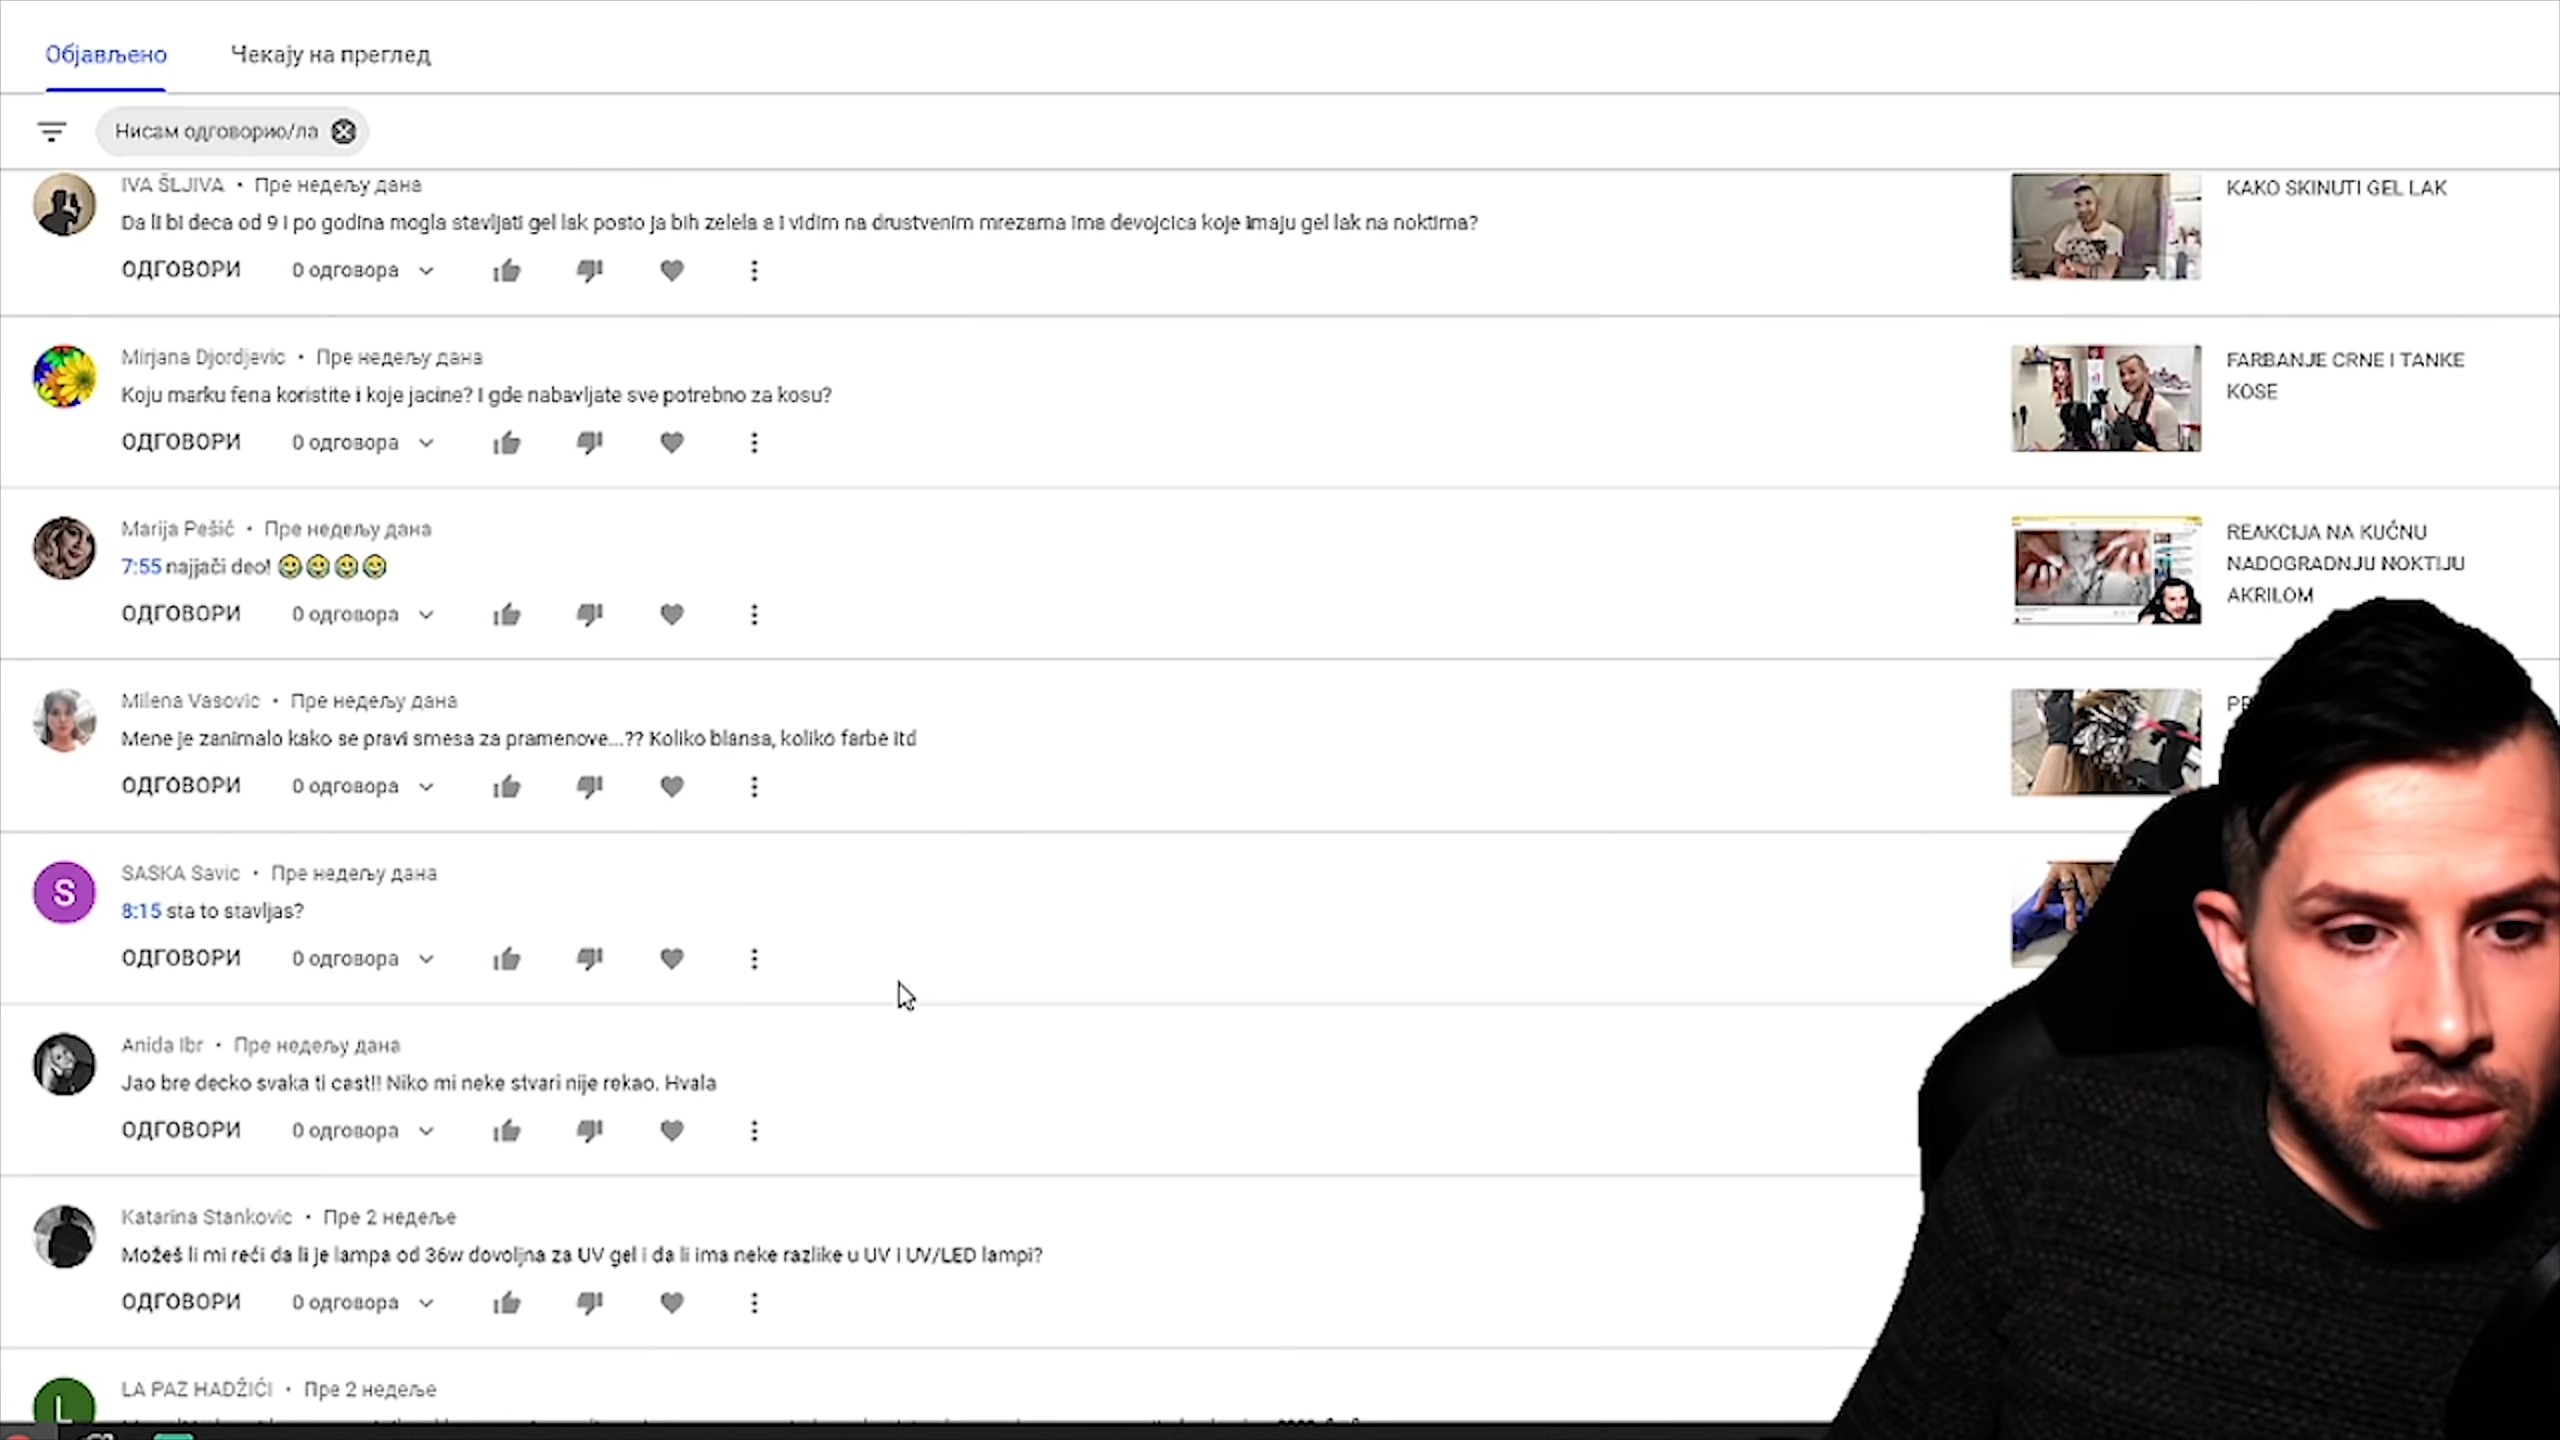 Објављено
Чекају на преглед
Нисам одговорио/ла
IVA ŠLJIVA • Пре недељу дана
Da li bi deca od 9 i po godina mogla stavljati gel lak posto ja bih zelela a i vidim na drustvenim mrezama ima devojcica koje imaju gel lak na noktima?
ОДГОВОРИ 0 одговора
KAKO SKINUTI GEL LAK
Mirjana Djordjevic • Пре недељу дана
Koju marku fena koristite i koje jacine? I gde nabavljate sve potrebno za kosu?
ОДГОВОРИ 0 одговора
FARBANJE CRNE I TANKE
KOSE
Marija Pešić • Пре недељу дана
7:55 najjači deo! 😂😂😂😂
ОДГОВОРИ 0 одговора
REAKCIJA NA KUĆNU
NADOGRADNJU NOKTIJU
AKRILOM
Milena Vasovic • Пре недељу дана
Mene je zanimalo kako se pravi smesa za pramenove...?? Koliko blansa, koliko farbe itd
ОДГОВОРИ 0 одговора
S
SASKA Savic • Пре недељу дана
8:15 sta to stavljas?
ОДГОВОРИ 0 одговора
Anida Ibr • Пре недељу дана
Jao bre decko svaka ti cast!! Niko mi neke stvari nije rekao. Hvala
ОДГОВОРИ 0 одговора
Katarina Stankovic • Пре 2 недеље
Možeš li mi reći da li je lampa od 36w dovoljna za UV gel i da li ima neke razlike u UV i UV/LED lampi?
ОДГОВОРИ 0 одговора
L
LA PAZ HADŽIĆI • Пре 2 недеље